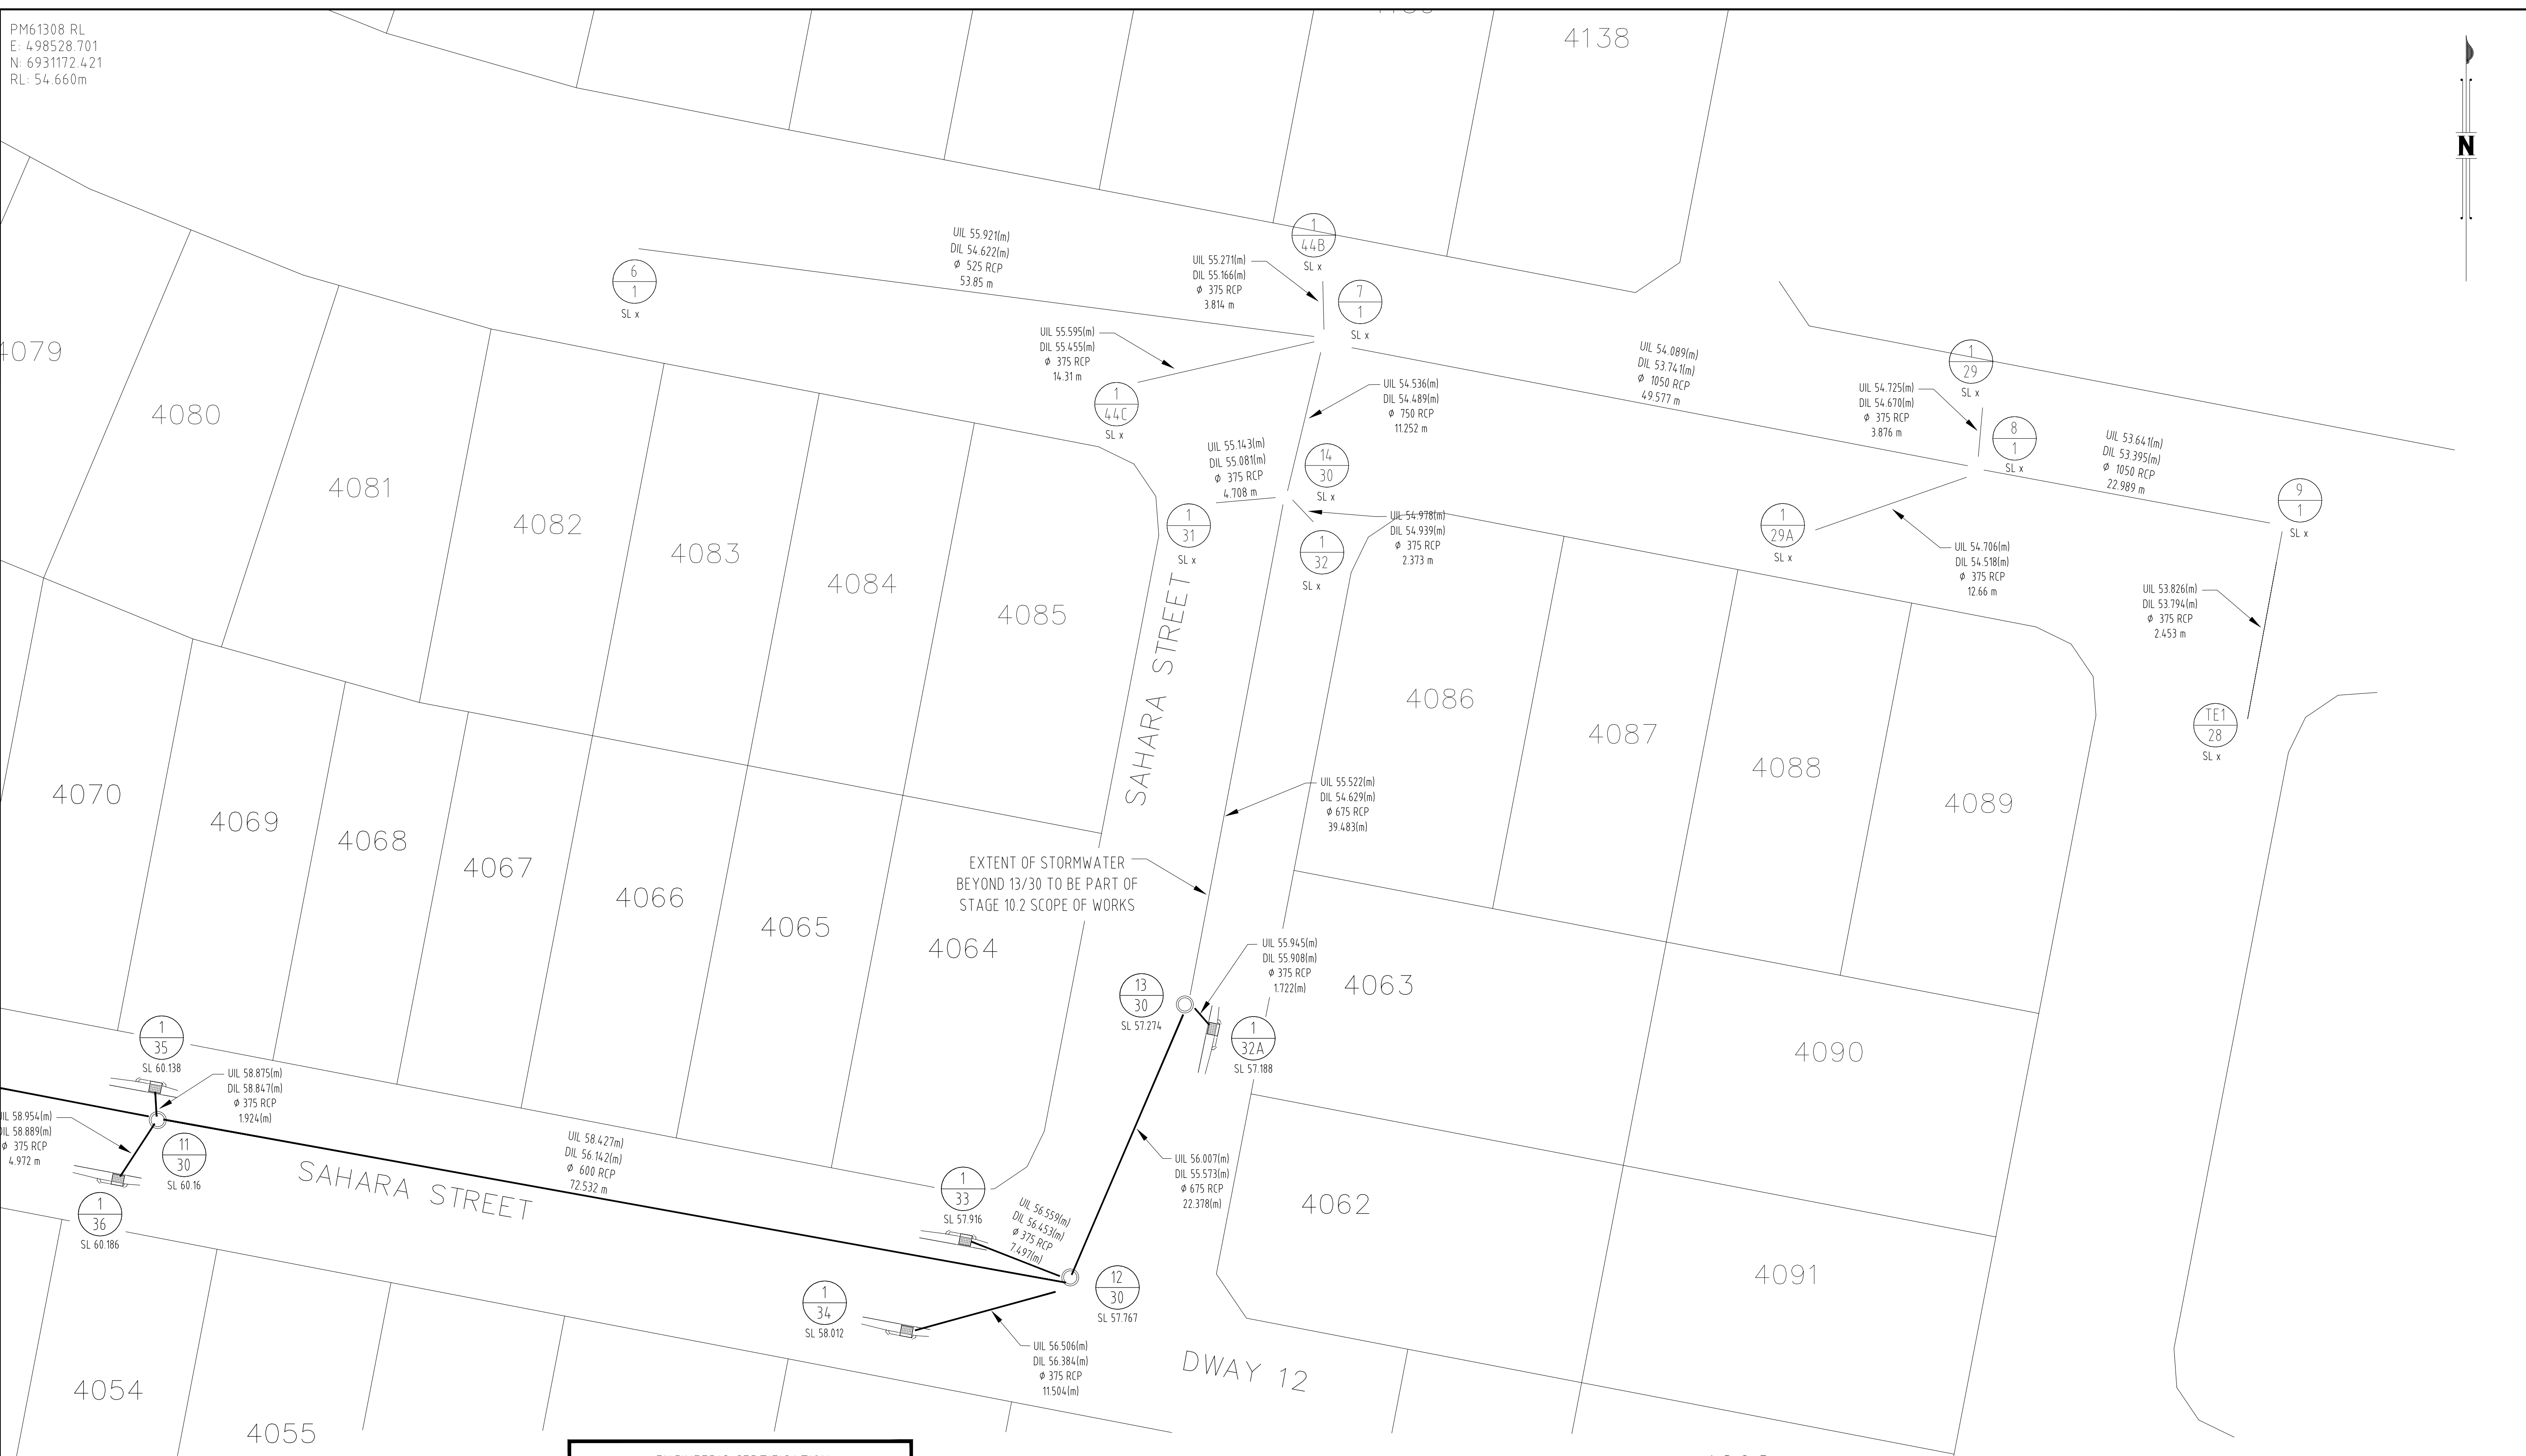 PM61308 RL
E: 498528.701
N: 6931172.421
RL: 54.660m
4138
N
1
44B
SL x
UIL 55.921(m)
DIL 54.622(m)
φ 525 RCP
53.85 m
UIL 55.271(m)
DIL 55.166(m)
φ 375 RCP
3.814 m
6
1
SL x
7
1
SL x
UIL 55.595(m)
DIL 55.455(m)
φ 375 RCP
14.31 m
1
44C
SL x
UIL 54.536(m)
DIL 54.489(m)
φ 750 RCP
11.252 m
UIL 54.089(m)
DIL 53.741(m)
φ 1050 RCP
49.577 m
1
29
SL x
UIL 54.725(m)
DIL 54.670(m)
φ 375 RCP
3.876 m
8
1
SL x
UIL 53.641(m)
DIL 53.395(m)
φ 1050 RCP
22.989 m
9
1
SL x
UIL 55.143(m)
DIL 55.081(m)
φ 375 RCP
4.708 m
14
30
SL x
1
31
SL x
1
32
SL x
UIL 54.978(m)
DIL 54.939(m)
φ 375 RCP
2.373 m
1
29A
SL x
UIL 54.706(m)
DIL 54.518(m)
φ 375 RCP
12.66 m
UIL 53.826(m)
DIL 53.794(m)
φ 375 RCP
2.453 m
TE1
28
SL x
4079
4080
4081
4082
4083
4084
4085
SAHARA STREET
4086
4087
4088
4089
4070
4069
4068
4067
4066
4065
4064
UIL 55.522(m)
DIL 54.629(m)
φ 675 RCP
39.483(m)
EXTENT OF STORMWATER
BEYOND 13/30 TO BE PART OF
STAGE 10.2 SCOPE OF WORKS
UIL 55.945(m)
DIL 55.908(m)
φ 375 RCP
1.722(m)
4063
13
30
SL 57.274
1
32A
SL 57.188
4090
1
35
SL 60.138
UIL 58.875(m)
DIL 58.847(m)
φ 375 RCP
1.924(m)
UIL 58.954(m)
DIL 58.889(m)
φ 375 RCP
4.972 m
11
30
SL 60.16
1
36
SL 60.186
SAHARA STREET
UIL 58.427m)
DIL 56.142(m)
φ 600 RCP
72.532 m
1
33
SL 57.916
UIL 56.559(m)
DIL 56.453(m)
φ 375 RCP
7.497(m)
UIL 56.007(m)
DIL 55.573(m)
φ 675 RCP
22.378(m)
4062
4091
12
30
SL 57.767
1
34
SL 58.012
UIL 56.506(m)
DIL 56.384(m)
φ 375 RCP
11.504(m)
DWAY 12
4054
4055